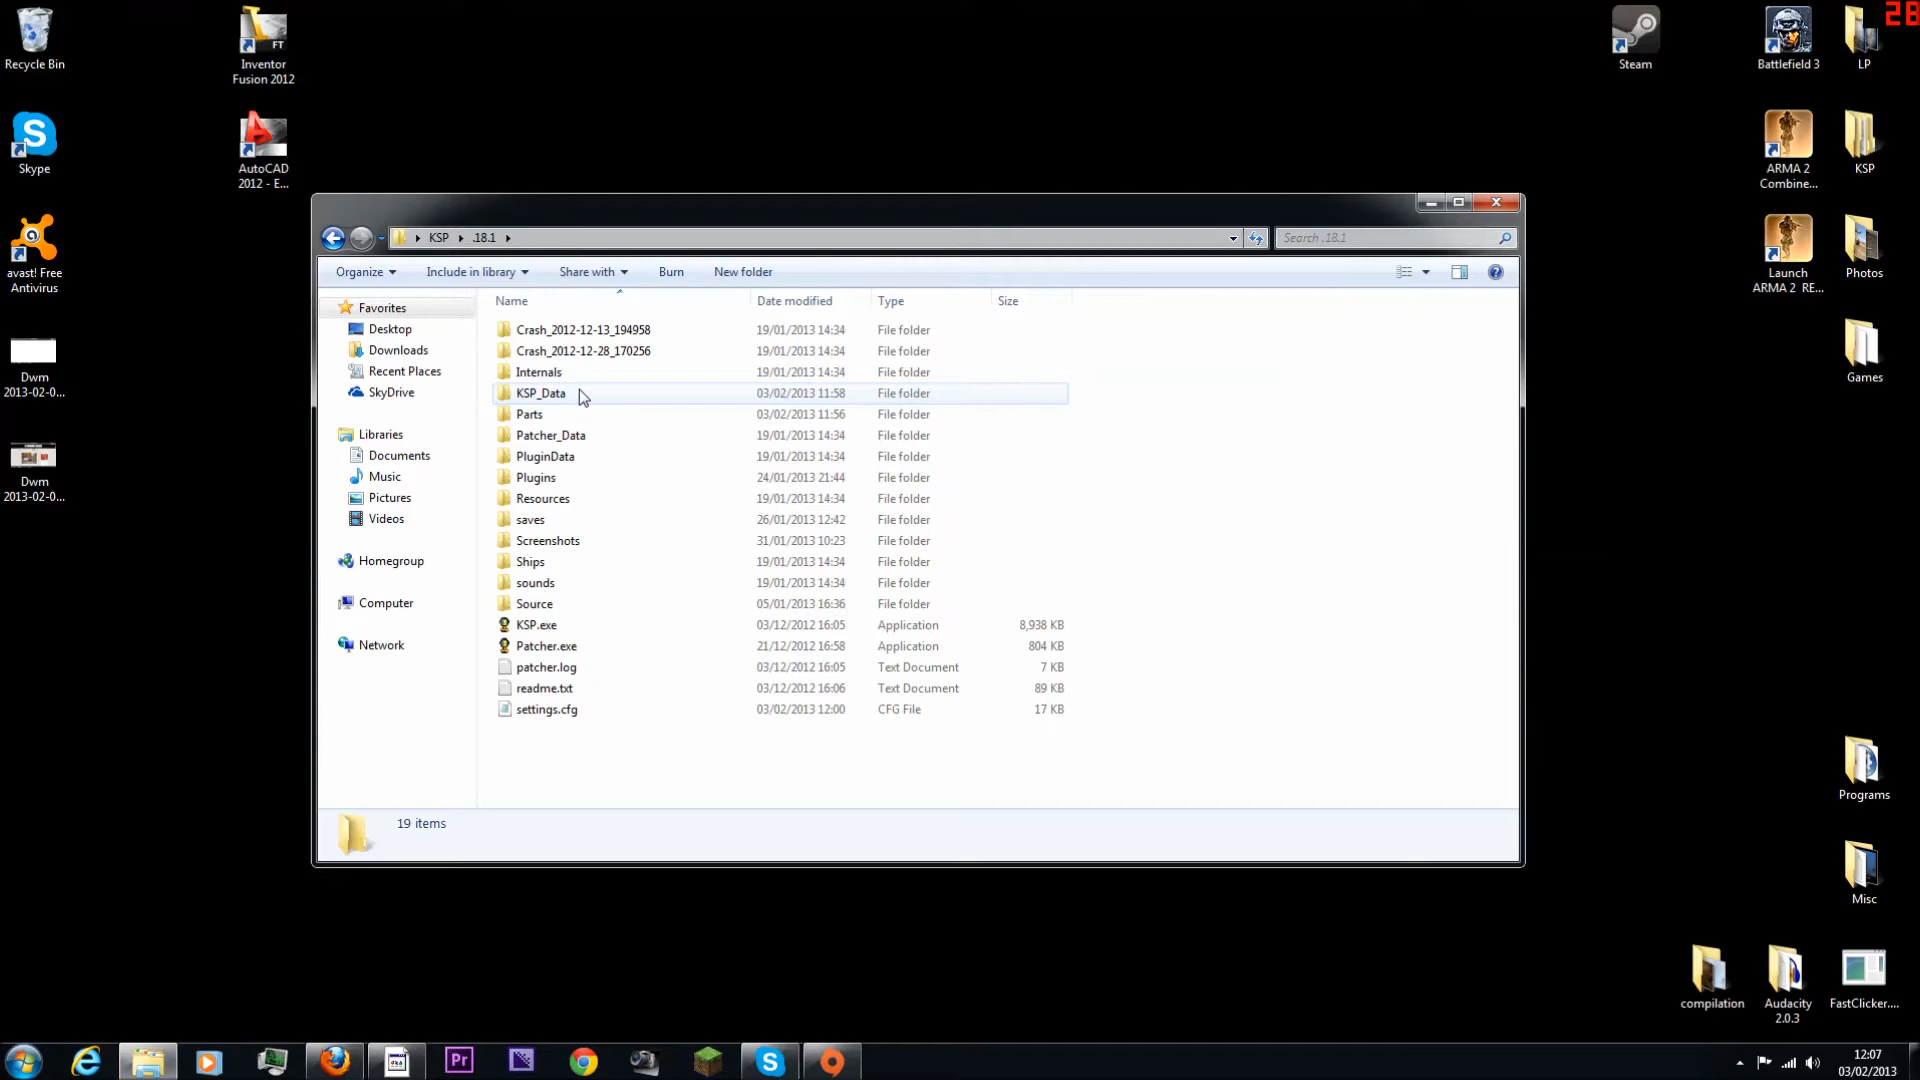 28
Recycle Bin
Inventor
Fusion 2012
FT
Steam
Battlefield 3
LP
Skype
AutoCAD
2012 - E...
ARMA 2
Combine...
KSP
avast! Free
Antivirus
Launch
ARMA 2 RE...
Photos
Dwm
2013-02-0...
Games
Dwm
2013-02-0...
KSP
.18.1
Search .18.1
Organize
Include in library
Share with
Burn
New folder
Name Date modified Type Size
Favorites
Desktop
Downloads
Recent Places
SkyDrive
Libraries
Documents
Music
Pictures
Videos
Homegroup
Computer
Network
Crash_2012-12-13_194958 19/01/2013 14:34 File folder
Crash_2012-12-28_170256 19/01/2013 14:34 File folder
Internals 19/01/2013 14:34 File folder
KSP_Data 03/02/2013 11:58 File folder
Parts 03/02/2013 11:56 File folder
Patcher_Data 19/01/2013 14:34 File folder
PluginData 19/01/2013 14:34 File folder
Plugins 24/01/2013 21:44 File folder
Resources 19/01/2013 14:34 File folder
saves 26/01/2013 12:42 File folder
Screenshots 31/01/2013 10:23 File folder
Ships 19/01/2013 14:34 File folder
sounds 19/01/2013 14:34 File folder
Source 05/01/2013 16:36 File folder
KSP.exe 03/12/2012 16:05 Application 8,938 KB
Patcher.exe 21/12/2012 16:58 Application 804 KB
patcher.log 03/12/2012 16:05 Text Document 7 KB
readme.txt 03/12/2012 16:06 Text Document 89 KB
settings.cfg 03/02/2013 12:00 CFG File 17 KB
19 items
Programs
Misc
compilation
Audacity
2.0.3
FastClicker....
Pr
12:07
03/02/2013